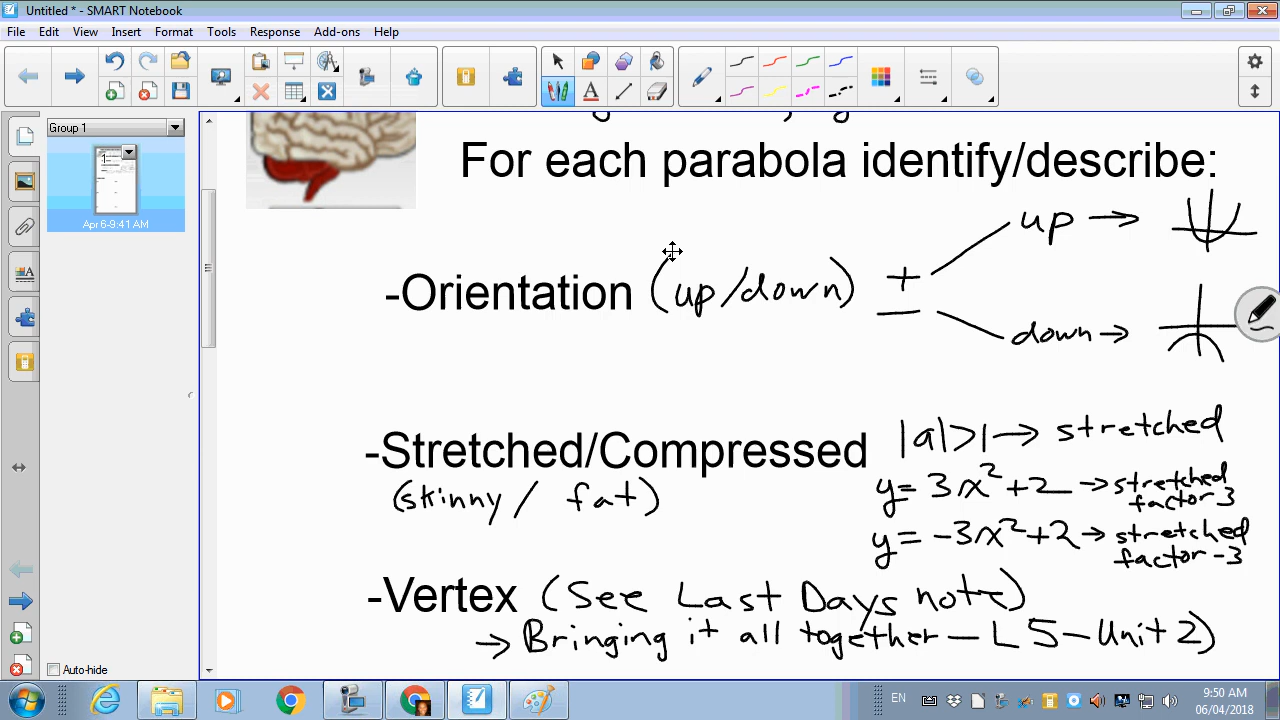 Untitled * - SMART Notebook
File Edit View Insert Format Tools Response Add-ons Help
Group 1
1
Apr 6-9:41 AM
For each parabola identify/describe:
up →
-Orientation (up/down) +
−
down →
-Stretched/Compressed |a|>1 → stretched
(skinny / fat)
y = 3x²+2 → stretched
factor 3
y = -3x²+2 → stretched
factor -3
-Vertex (See Last Days note)
→ Bringing it all together - L5 - Unit 2)
Auto-hide
EN
9:50 AM
06/04/2018